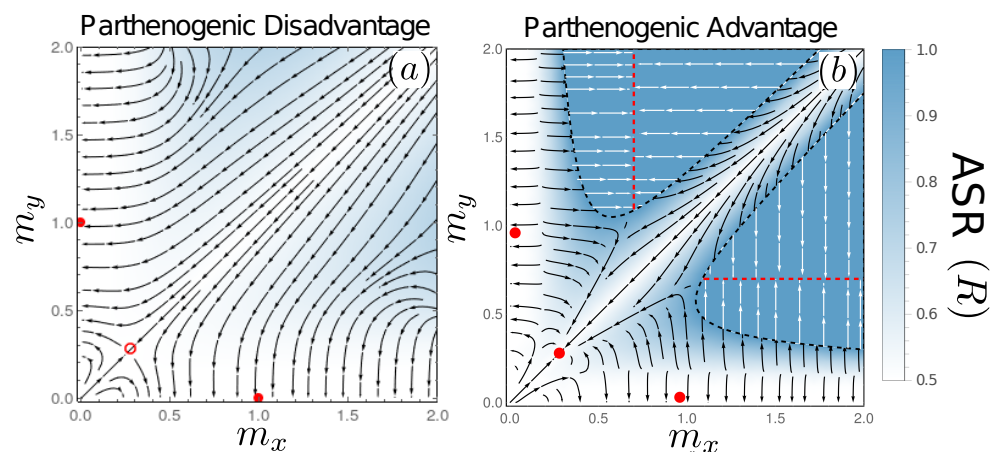 Parthenogenic Disadvantage
(a)
2.0
1.5
1.0
0.5
0.0
m_y
0.0 0.5 1.0 1.5 2.0
m_x
Parthenogenic Advantage
(b)
2.0
1.5
1.0
0.5
0.0
m_y
0.0 0.5 1.0 1.5 2.0
m_x
1.0
0.9
0.8
0.7
0.6
0.5
ASR (R)